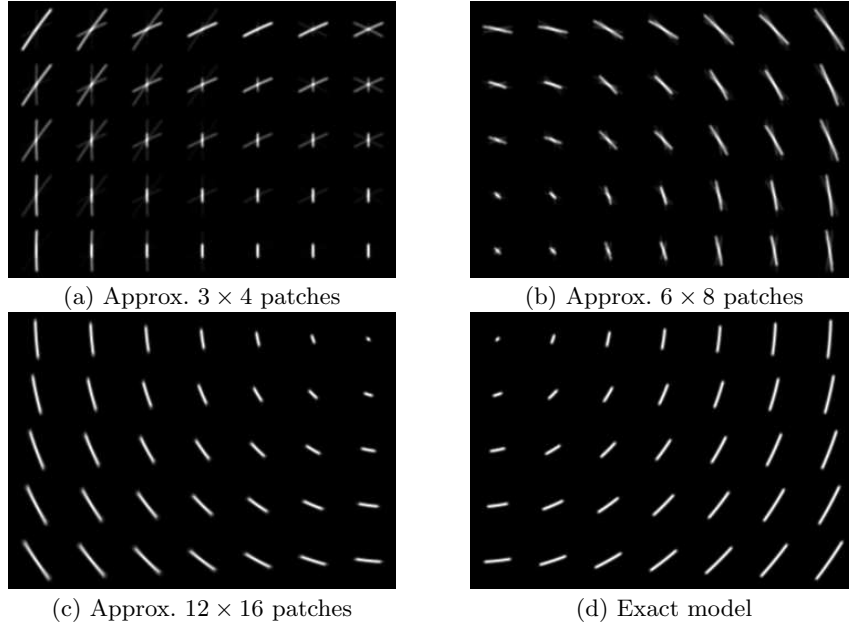 (a) Approx. 3 × 4 patches
(b) Approx. 6 × 8 patches
(c) Approx. 12 × 16 patches
(d) Exact model